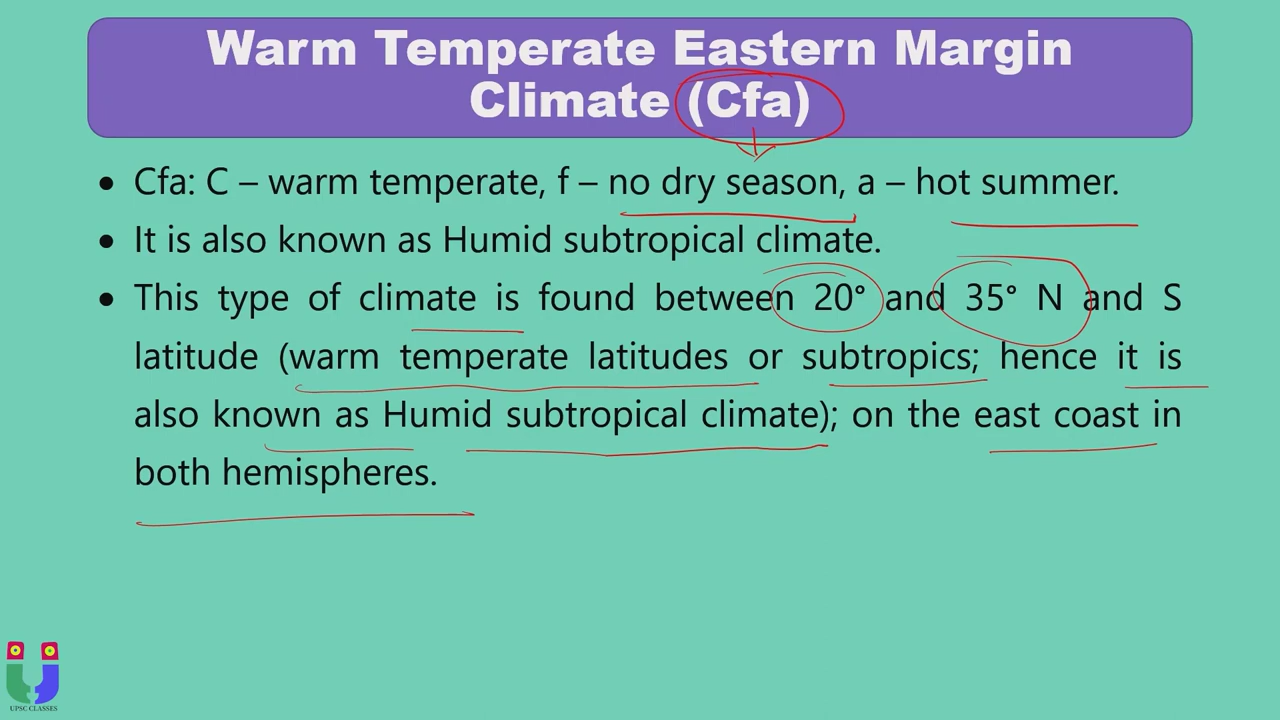 Warm Temperate Eastern Margin
Climate (Cfa)
• Cfa: C – warm temperate, f – no dry season, a – hot summer.
• It is also known as Humid subtropical climate.
• This type of climate is found between 20° and 35° N and S
latitude (warm temperate latitudes or subtropics; hence it is
also known as Humid subtropical climate); on the east coast in
both hemispheres.
UPSC CLASSES